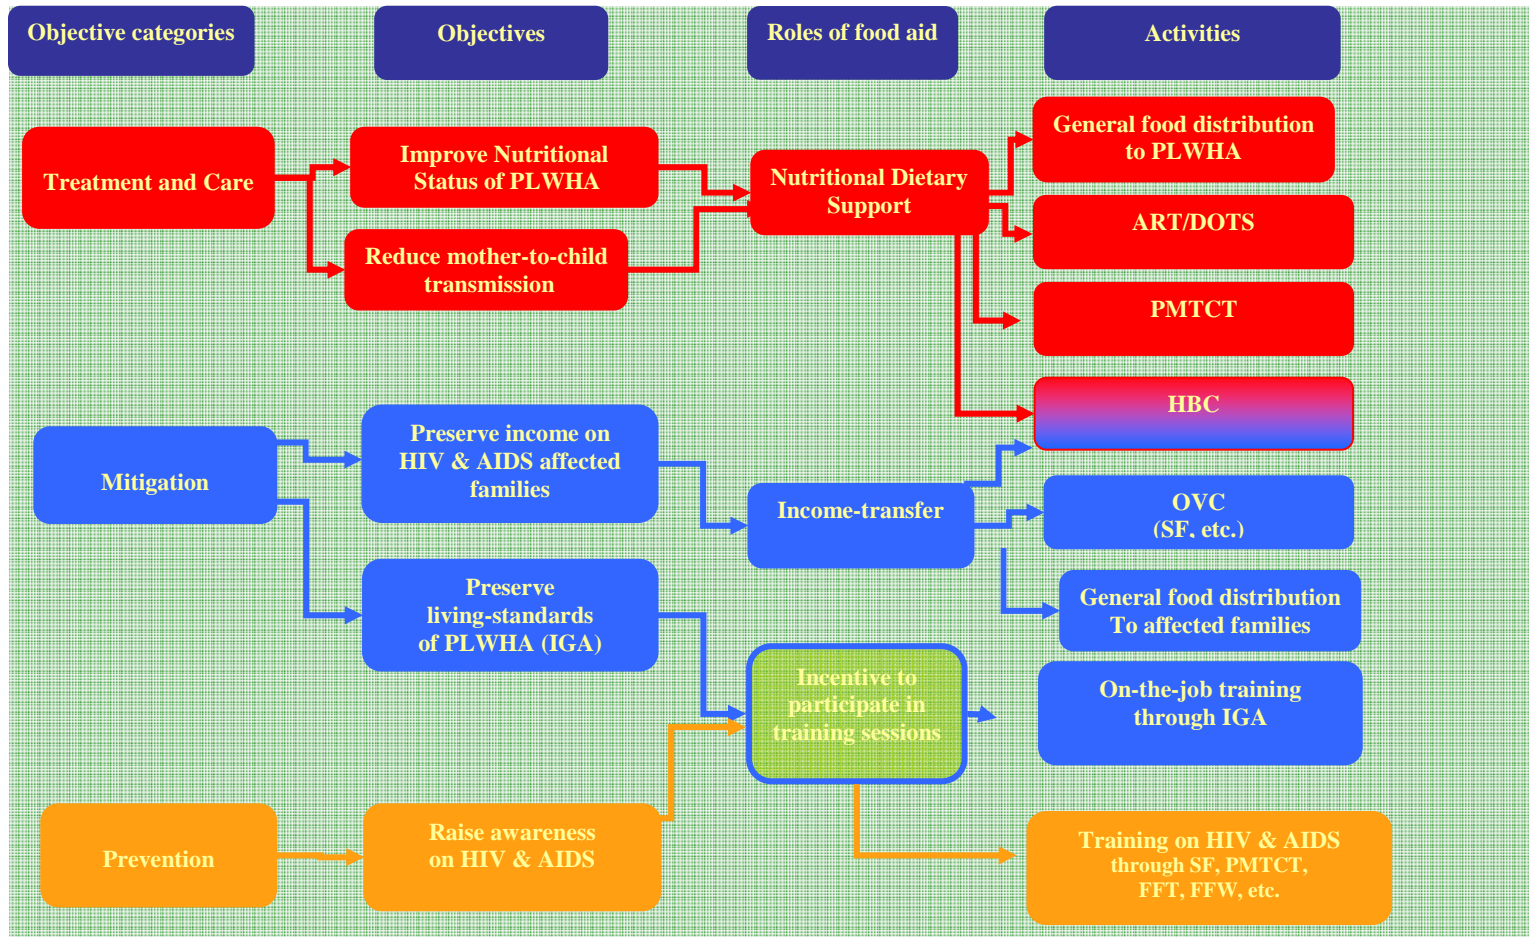 Objective categories
Objectives
Roles of food aid
Activities
Treatment and Care
Improve Nutritional
Status of PLWHA
Reduce mother-to-child
transmission
Nutritional Dietary
Support
General food distribution
to PLWHA
ART/DOTS
PMTCT
HBC
Mitigation
Preserve income on
HIV & AIDS affected
families
Preserve
living-standards
of PLWHA (IGA)
Income-transfer
OVC
(SF, etc.)
General food distribution
To affected families
Incentive to
participate in
training sessions
On-the-job training
through IGA
Prevention
Raise awareness
on HIV & AIDS
Training on HIV & AIDS
through SF, PMTCT,
FFT, FFW, etc.